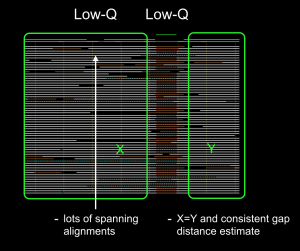 Low-Q Low-Q
X
Y
- lots of spanning
alignments
- X=Y and consistent gap
distance estimate